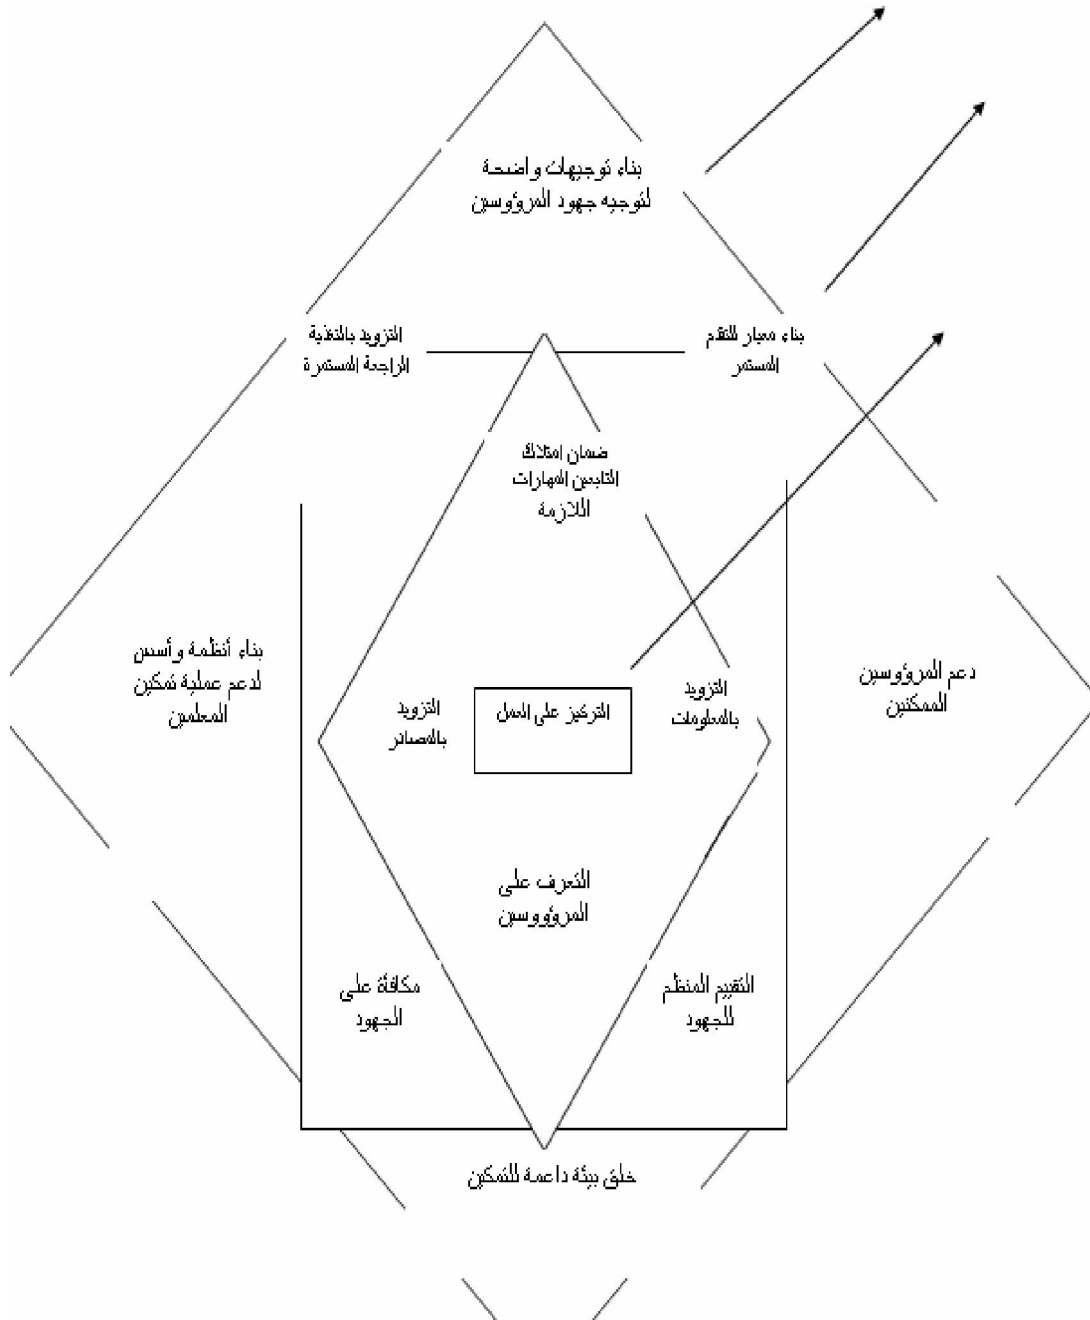 بناء توجيهات واضحة
لتوجيه جهود المرؤوسين
بناء معيار للتقدم
المستمر
التزويد بالتغذية
الراجعة المستمرة
ضمان امتلاك
التابعين المهارات
اللازمة
دعم المرؤوسين
الممكنين
التزويد
بالمعلومات
التركيز على العمل
التزويد
بالمصادر
بناء أنظمة وأسس
لدعم عملية تمكين
المعلمين
التعرف على
المرؤووسين
التقييم المنظم
للجهود
مكافأة على
الجهود
خلق بيئة داعمة للتمكين